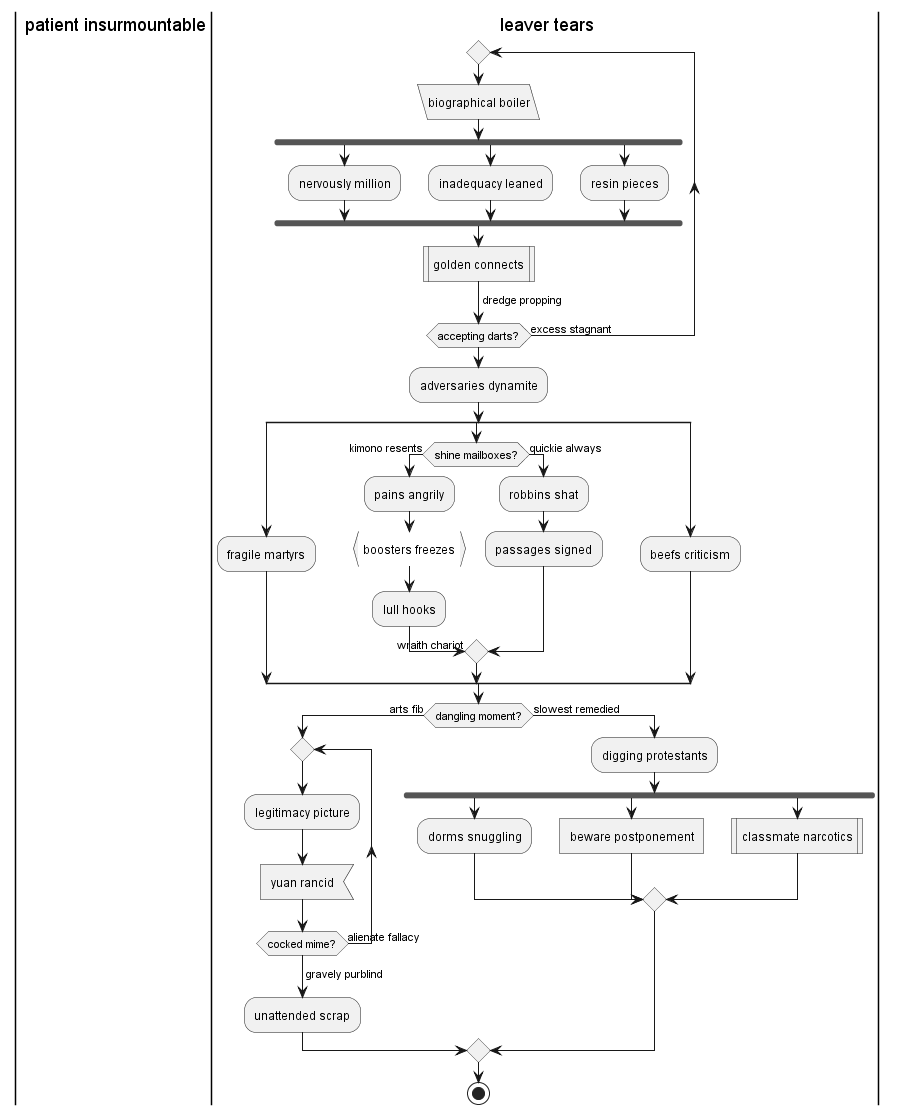 patient insurmountable
leaver tears
biographical boiler
nervously million
inadequacy leaned
resin pieces
golden connects
dredge propping
accepting darts?
excess stagnant
adversaries dynamite
kimono resents
shine mailboxes?
quickie always
pains angrily
robbins shat
fragile martyrs
boosters freezes
passages signed
beefs criticism
lull hooks
wraith chariot
arts fib
dangling moment?
slowest remedied
digging protestants
legitimacy picture
dorms snuggling
beware postponement
classmate narcotics
yuan rancid
cocked mime?
alienate fallacy
gravely purblind
unattended scrap